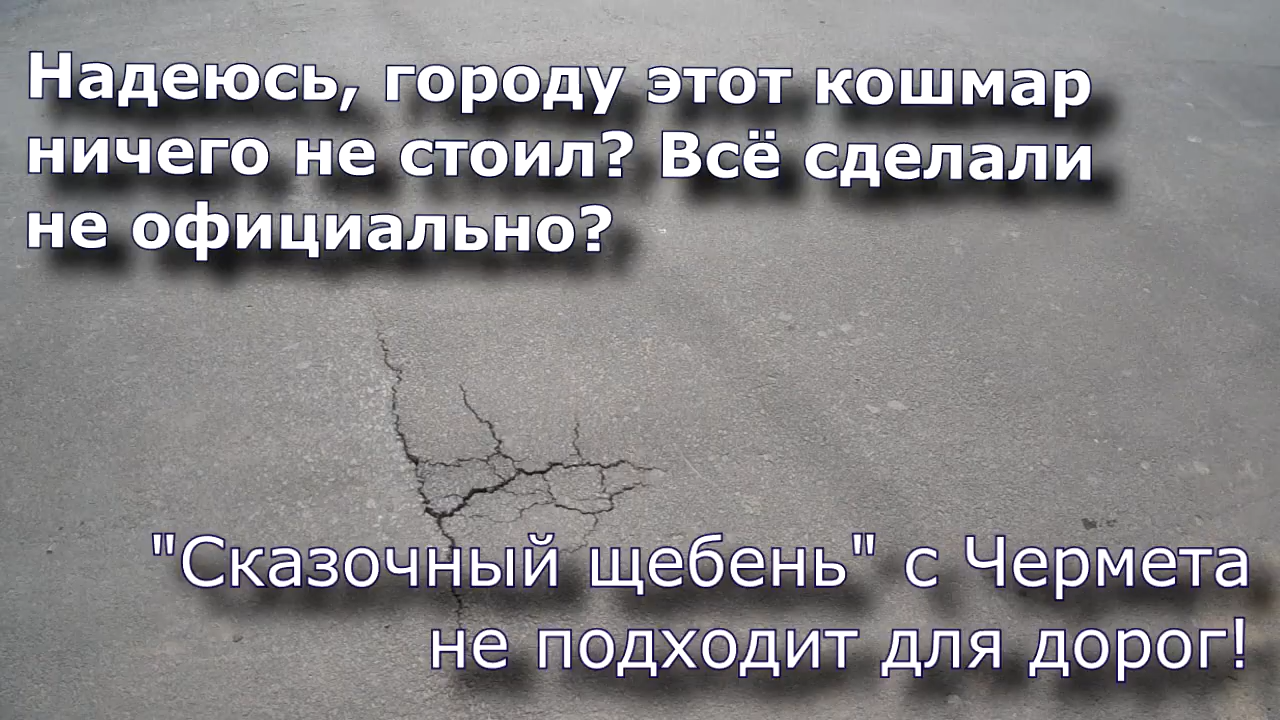 Надеюсь, городу этот кошмар
ничего не стоил? Всё сделали
не официально?
"Сказочный щебень" с Чермета
не подходит для дорог!